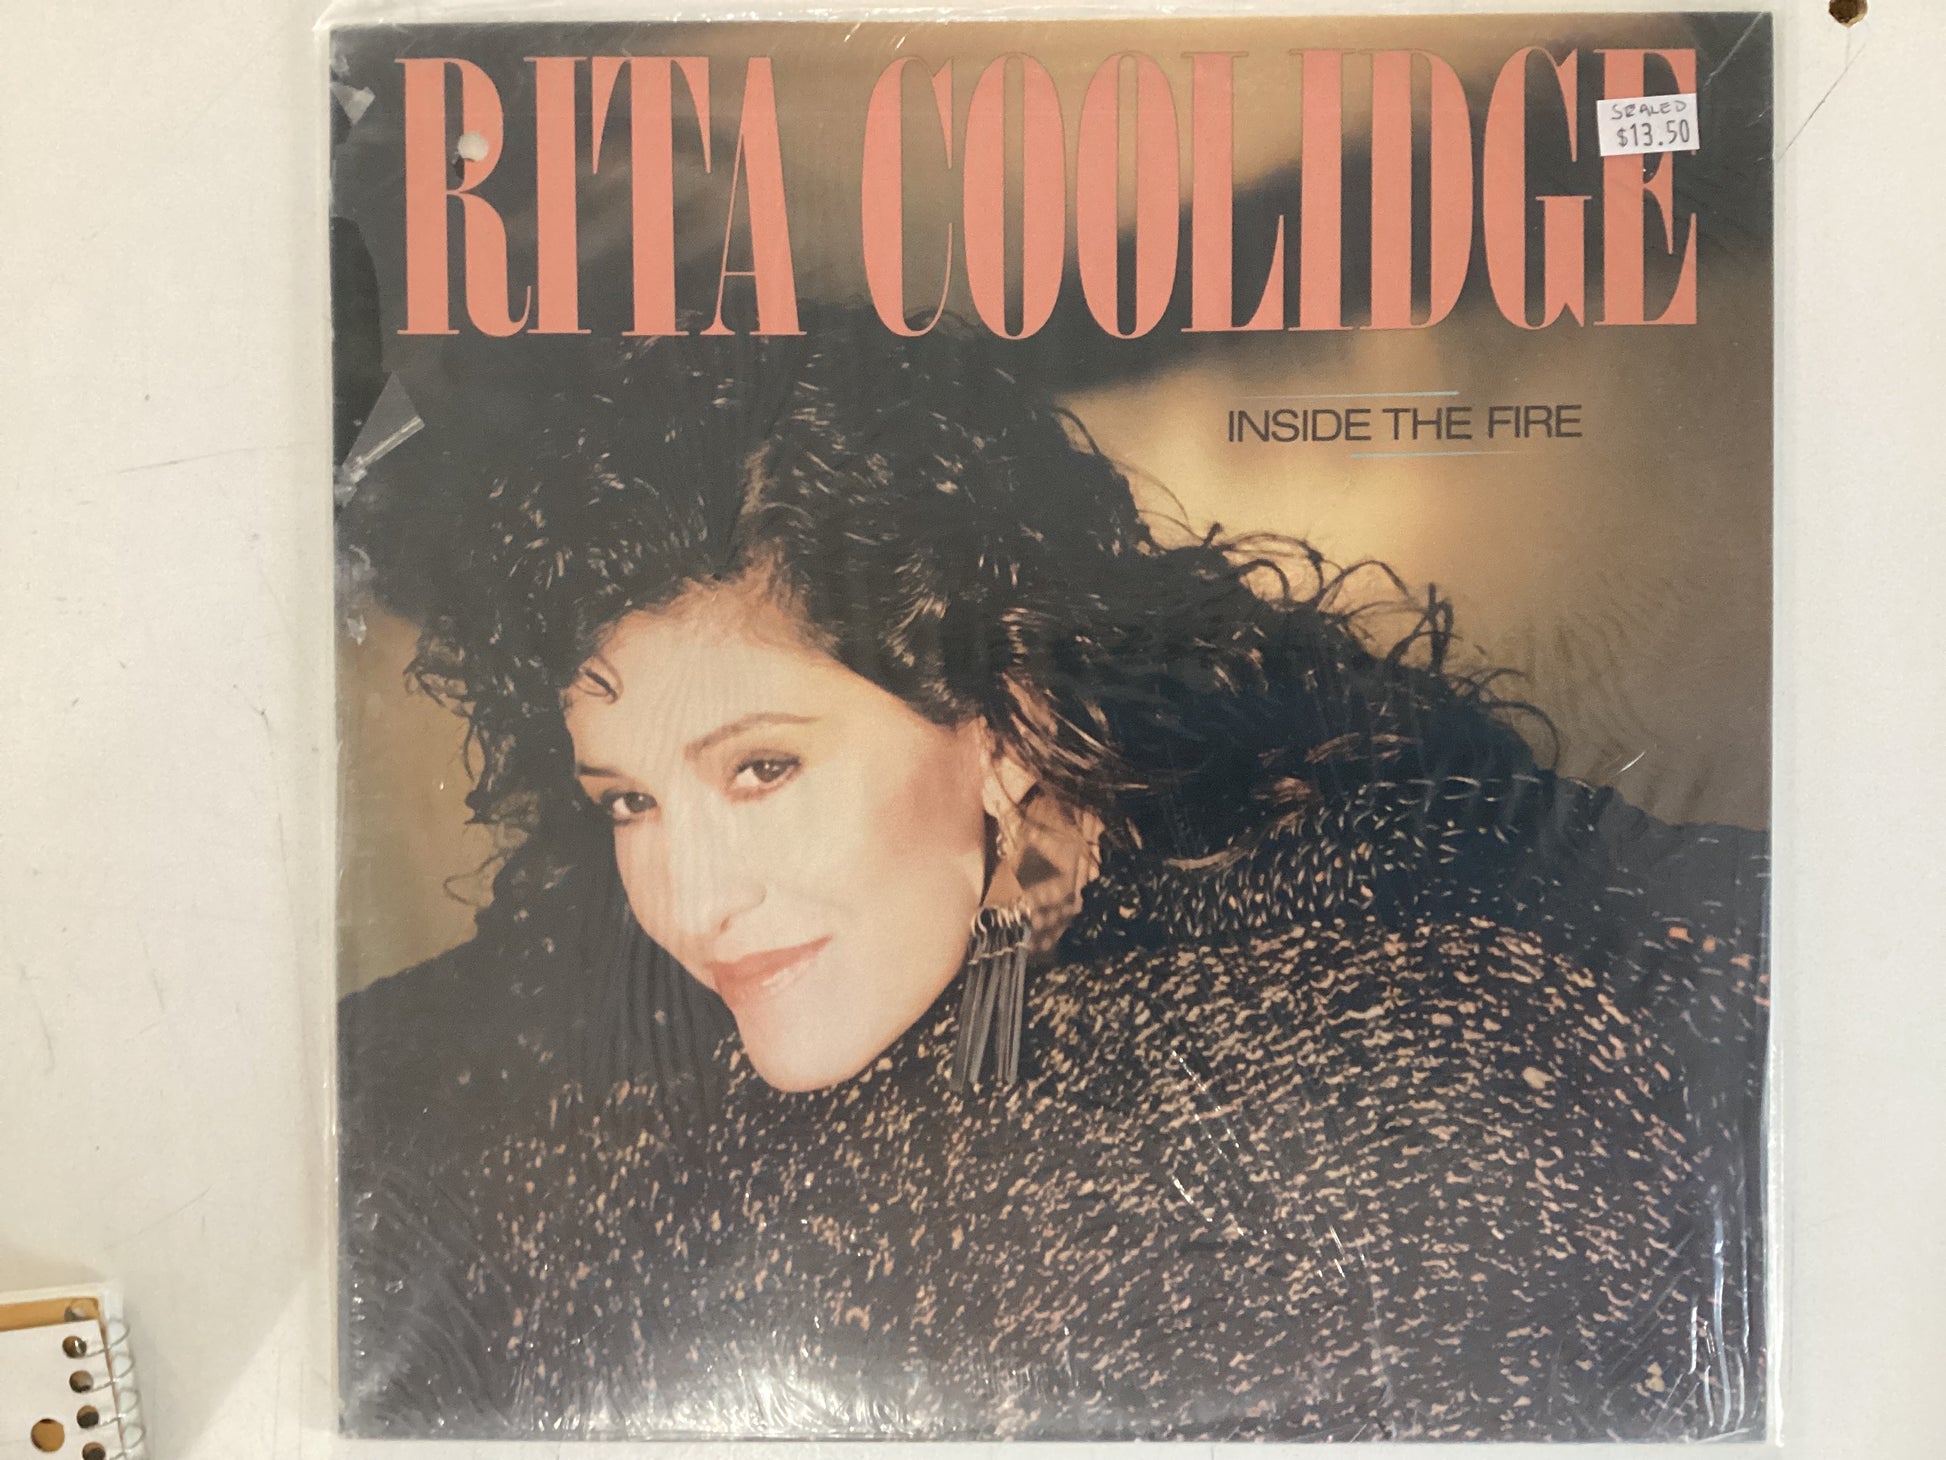 RITA COOLIDGE
SEALED
$13.50
INSIDE THE FIRE